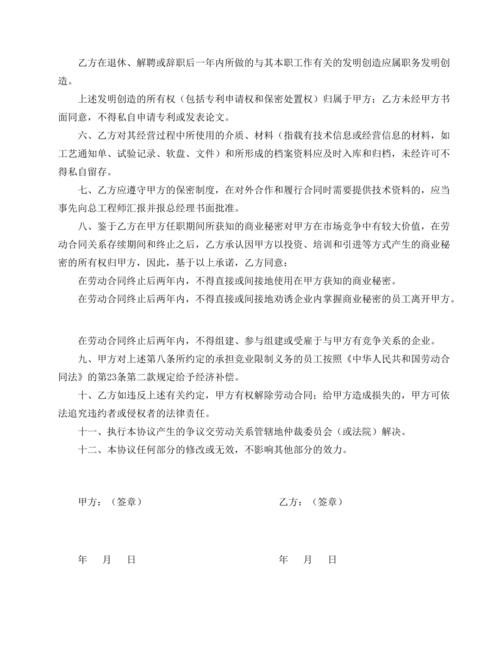 乙方在退休、解聘或辞职后一年内所做的与其本职工作有关的发明创造应属职务发明创
造。
上述发明创造的所有权（包括专利申请权和保密处置权）归属于甲方；乙方未经甲方书
面同意，不得私自申请专利或发表论文。
六、乙方对其经营过程中所使用的介质、材料（指载有技术信息或经营信息的材料，如
工艺通知单、试验记录、软盘、文件）和所形成的档案资料应及时入库和归档，未经许可不
得私自留存。
七、乙方应遵守甲方的保密制度，在对外合作和履行合同时需要提供技术资料的，应当
事先向总工程师汇报并报总经理书面批准。
八、鉴于乙方在甲方任职期间所获知的商业秘密对甲方在市场竞争中有较大价值，在劳
动合同关系存续期间和终止之后，乙方承认因甲方以投资、培训和引进等方式产生的商业秘
密的所有权归甲方，因此，基于以上承诺，乙方同意；
在劳动合同终止后两年内，不得直接或间接地使用在甲方获知的商业秘密。
在劳动合同终止后两年内，不得直接或间接地劝诱企业内掌握商业秘密的员工离开甲方。
在劳动合同终止后两年内，不得组建、参与组建或受雇于与甲方有竞争关系的企业。
九、甲方对上述第八条所约定的承担竞业限制义务的员工按照《中华人民共和国劳动合
同法》的第23条第二款规定给予经济补偿。
十、乙方如违反上述有关约定，甲方有权解除劳动合同；给甲方造成损失的，甲方可依
法追究违约者或侵权者的法律责任。
十一、执行本协议产生的争议交劳动关系管辖地仲裁委员会（或法院）解决。
十二、本协议任何部分的修改或无效，不影响其他部分的效力。
甲方；（签章） 乙方；（签章）
年 月 日 年 月 日